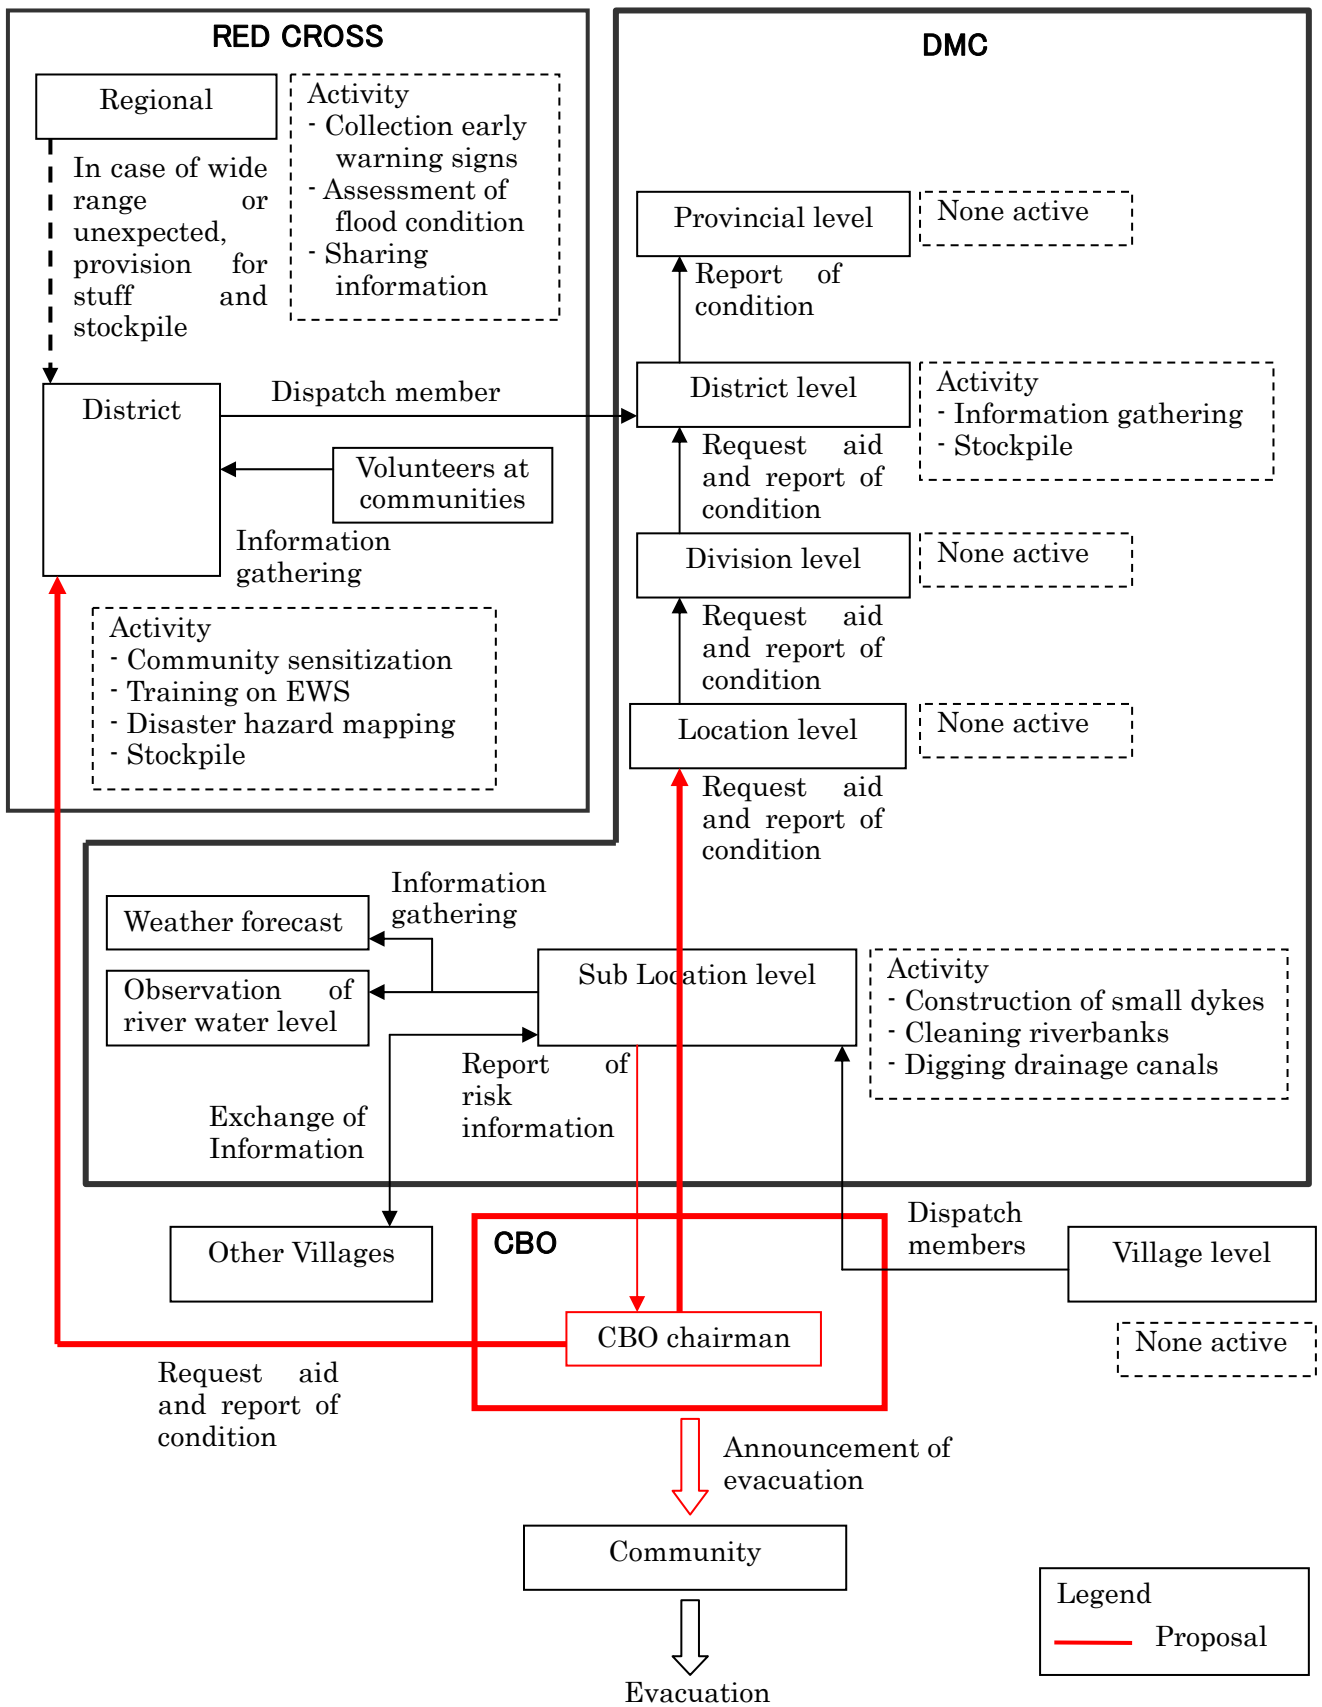 RED CROSS
Regional
Activity
- Collection early
warning signs
- Assessment of
flood condition
- Sharing
information
In case of wide
range or
unexpected,
provision for
stuff and
stockpile
District
Dispatch member
Volunteers at
communities
Information
gathering
Activity
- Community sensitization
- Training on EWS
- Disaster hazard mapping
- Stockpile
DMC
Provincial level
None active
Report of
condition
District level
Activity
- Information gathering
- Stockpile
Request aid
and report of
condition
Division level
None active
Request aid
and report of
condition
Location level
None active
Request aid
and report of
condition
Information
gathering
Weather forecast
Observation of
river water level
Sub Location level
Activity
- Construction of small dykes
- Cleaning riverbanks
- Digging drainage canals
Report of
risk
information
Exchange of
Information
Other Villages
CBO
CBO chairman
Dispatch
members
Village level
None active
Request aid
and report of
condition
Announcement of
evacuation
Community
Evacuation
Legend
Proposal